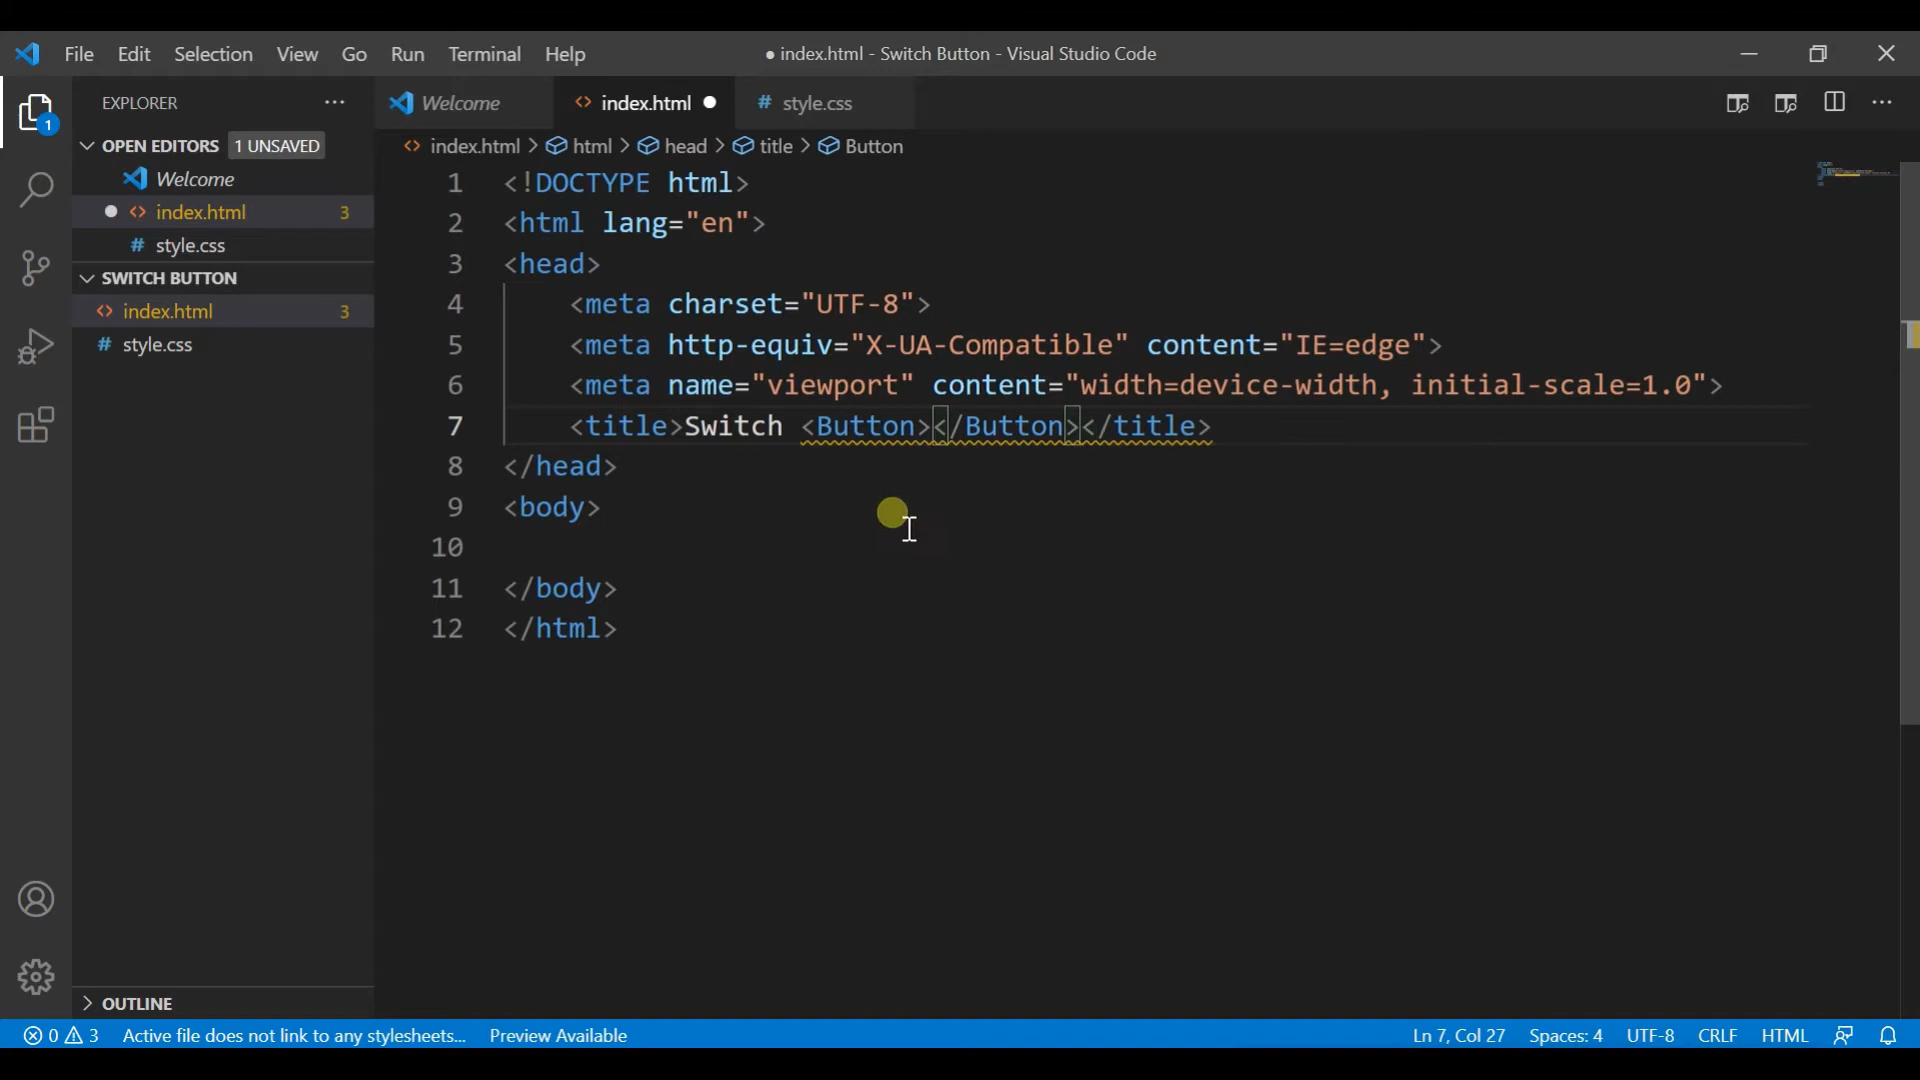 File Edit Selection View Go Run Terminal Help
● index.html - Switch Button - Visual Studio Code
EXPLORER
Welcome
index.html
style.css
1
OPEN EDITORS 1 UNSAVED
Welcome
index.html 3
style.css
SWITCH BUTTON
index.html 3
style.css
OUTLINE
index.html > html > head > title > Button
1 <!DOCTYPE html>
2 <html lang="en">
3 <head>
4     <meta charset="UTF-8">
5     <meta http-equiv="X-UA-Compatible" content="IE=edge">
6     <meta name="viewport" content="width=device-width, initial-scale=1.0">
7     <title>Switch <Button></Button></title>
8 </head>
9 <body>
10
11 </body>
12 </html>
0 3 Active file does not link to any stylesheets... Preview Available Ln 7, Col 27 Spaces: 4 UTF-8 CRLF HTML